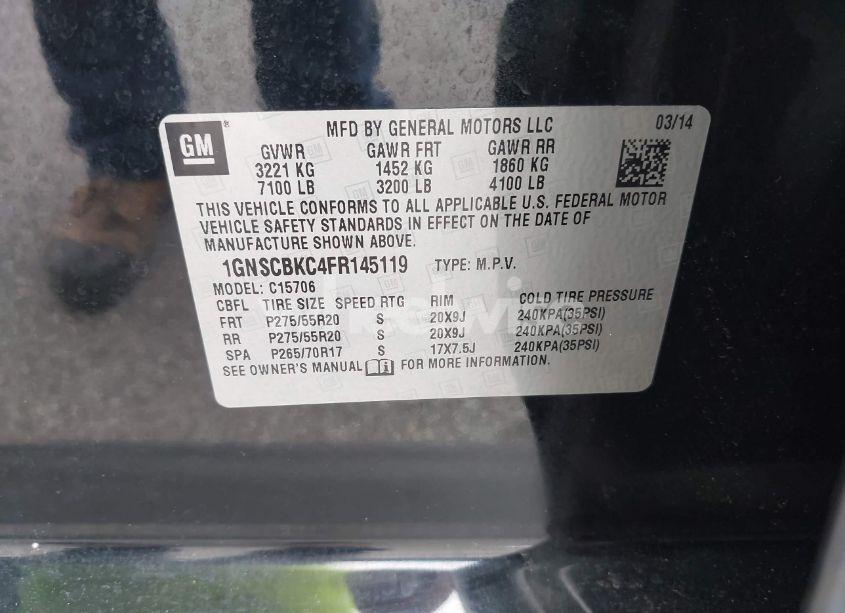 GM ®
MFD BY GENERAL MOTORS LLC 03/14
GVWR GAWR FRT GAWR RR
3221 KG 1452 KG 1860 KG
7100 LB 3200 LB 4100 LB
THIS VEHICLE CONFORMS TO ALL APPLICABLE U.S. FEDERAL MOTOR
VEHICLE SAFETY STANDARDS IN EFFECT ON THE DATE OF
MANUFACTURE SHOWN ABOVE.
1GNSCBKC4FR145119 TYPE: M.P.V.
MODEL: C15706
CBFL TIRE SIZE SPEED RTG RIM COLD TIRE PRESSURE
FRT P275/55R20 S 20X9J 240KPA(35PSI)
RR P275/55R20 S 20X9J 240KPA(35PSI)
SPA P265/70R17 S 17X7.5J 240KPA(35PSI)
SEE OWNER'S MANUAL FOR MORE INFORMATION.